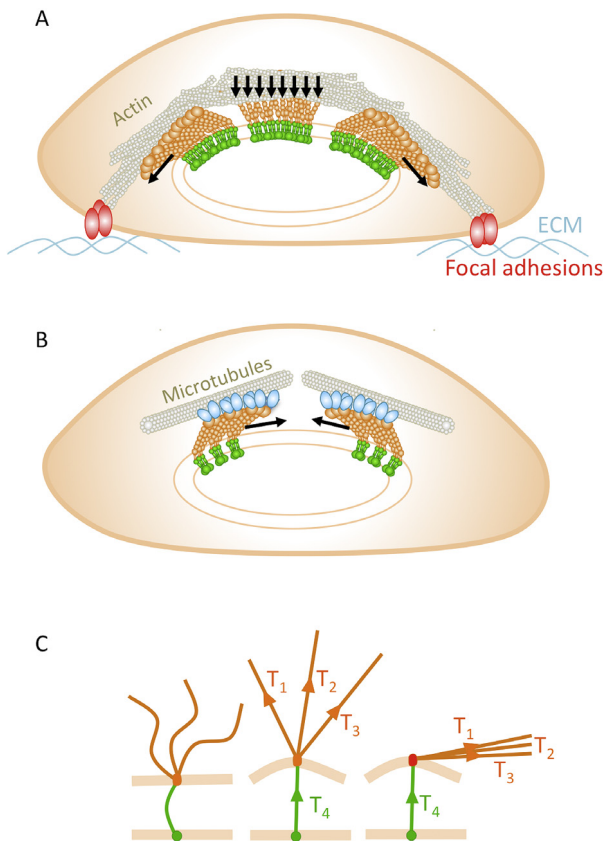 A
Actin
ECM
Focal adhesions
B
Microtubules
C
T1 T2 T3 T4
T1 T2 T3 T4